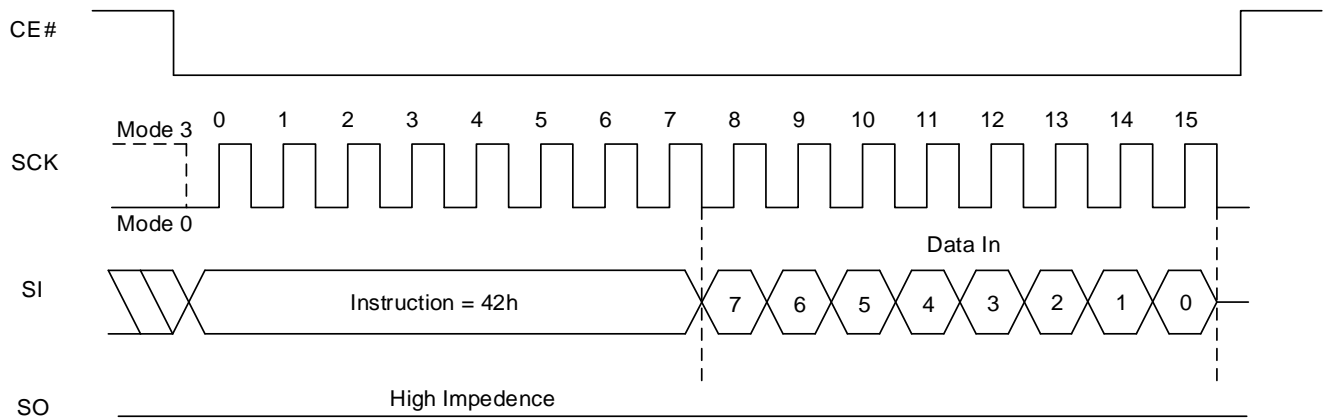 CE#
0 1 2 3 4 5 6 7 8 9 10 11 12 13 14 15
Mode 3
SCK
Mode 0
Data In
SI
Instruction = 42h 7 6 5 4 3 2 1 0
High Impedence
SO